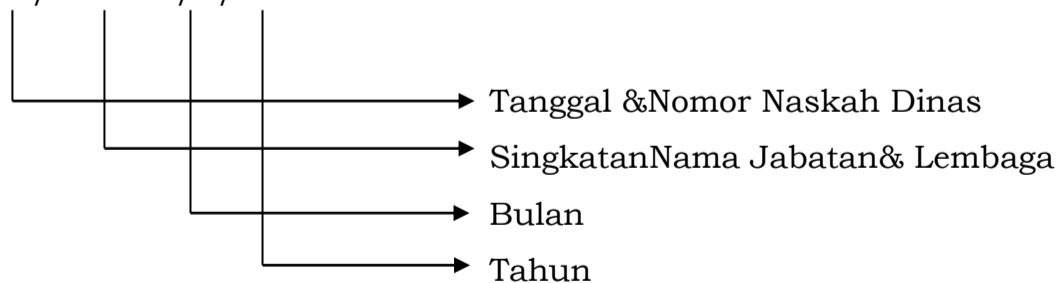 Tanggal &Nomor Naskah Dinas
SingkatanNama Jabatan& Lembaga
Bulan
Tahun